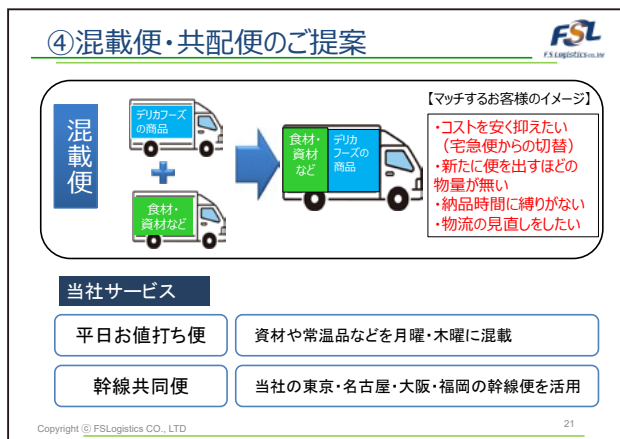 ④混載便・共配便のご提案
FSL
F.S Logistics co.,ltd
混載便
デリカフーズ
の商品
食材・
資材など
食材・
資材
など
デリカ
フーズの
商品
【マッチするお客様のイメージ】
・コストを安く抑えたい
（宅急便からの切替）
・新たに便を出すほどの
物量が無い
・納品時間に縛りがない
・物流の見直しをしたい
当社サービス
平日お値打ち便
資材や常温品などを月曜・木曜に混載
幹線共同便
当社の東京・名古屋・大阪・福岡の幹線便を活用
Copyright ⓒ FSLogistics CO., LTD
21